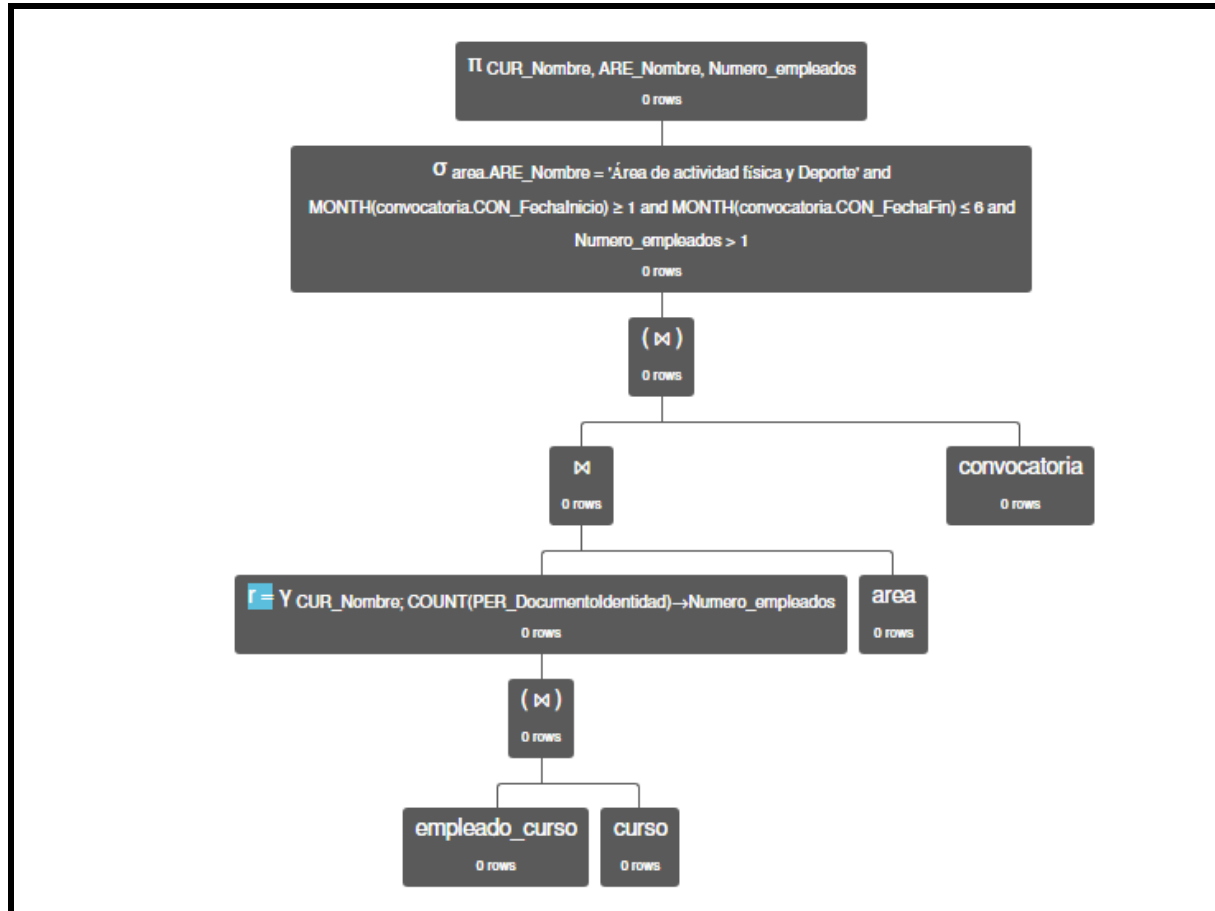 π CUR_Nombre, ARE_Nombre, Numero_empleados
0 rows
σ area.ARE_Nombre = 'Área de actividad física y Deporte' and
MONTH(convocatoria.CON_FechaInicio) ≥ 1 and MONTH(convocatoria.CON_FechaFin) ≤ 6 and
Numero_empleados > 1
0 rows
( ⋈ )
0 rows
⋈
0 rows
convocatoria
0 rows
r = γ CUR_Nombre; COUNT(PER_DocumentoIdentidad)→Numero_empleados
0 rows
area
0 rows
( ⋈ )
0 rows
empleado_curso
0 rows
curso
0 rows